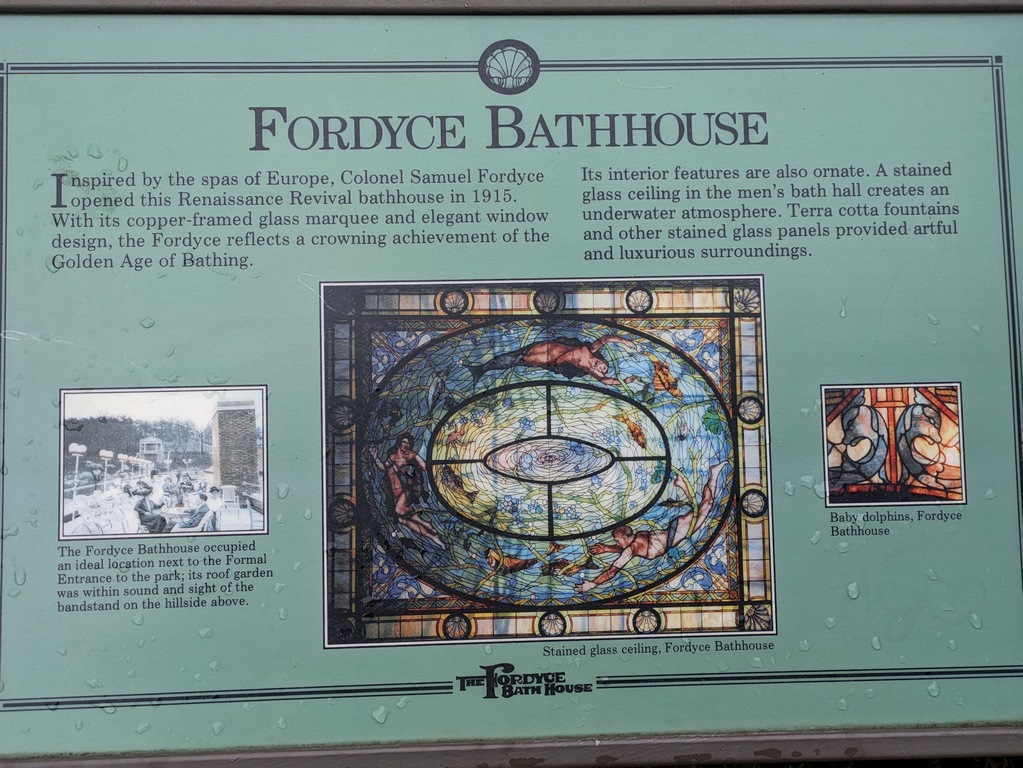 FORDYCE BATHHOUSE
Inspired by the spas of Europe, Colonel Samuel Fordyce
opened this Renaissance Revival bathhouse in 1915.
With its copper-framed glass marquee and elegant window
design, the Fordyce reflects a crowning achievement of the
Golden Age of Bathing.
Its interior features are also ornate. A stained
glass ceiling in the men's bath hall creates an
underwater atmosphere. Terra cotta fountains
and other stained glass panels provided artful
and luxurious surroundings.
The Fordyce Bathhouse occupied
an ideal location next to the Formal
Entrance to the park; its roof garden
was within sound and sight of the
bandstand on the hillside above.
Stained glass ceiling, Fordyce Bathhouse
Baby dolphins, Fordyce
Bathhouse
THE FORDYCE
BATH HOUSE